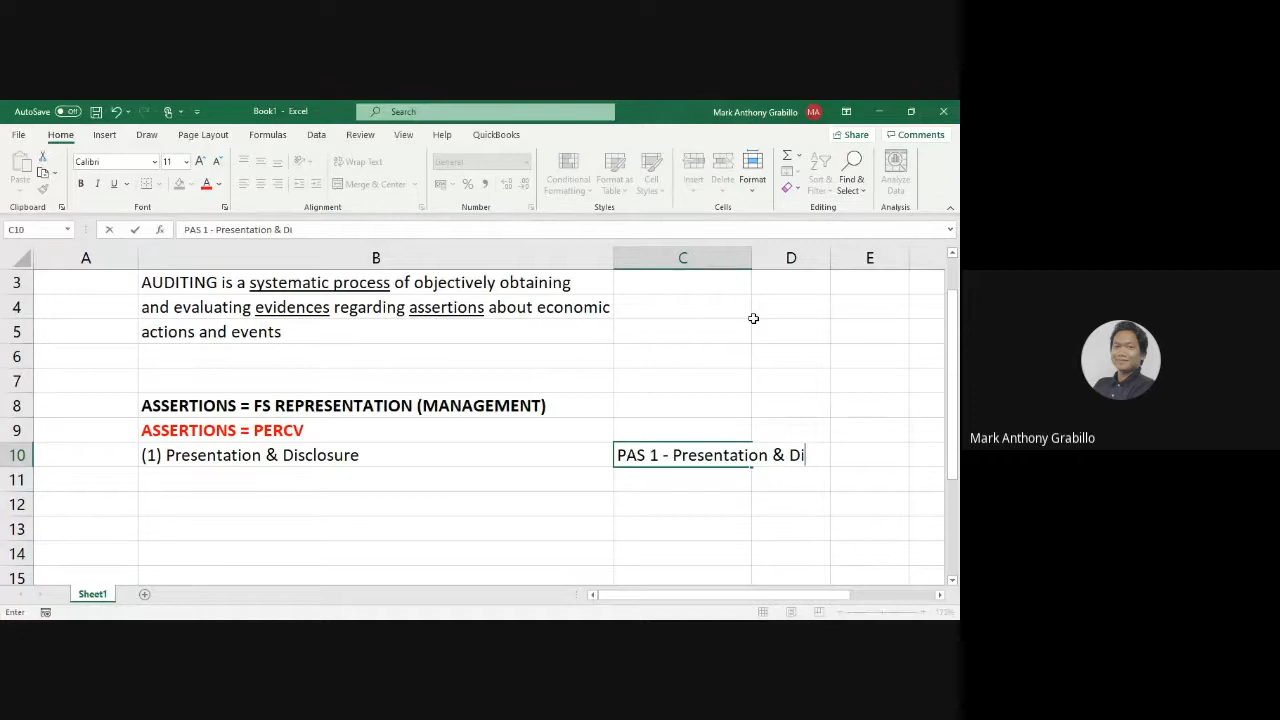 AutoSave Off Book1 - Excel Search Mark Anthony Grabillo MA
File Home Insert Draw Page Layout Formulas Data Review View Help QuickBooks Share Comments
Paste Calibri 11 A A Wrap Text General Conditional Formatting Format as Table Cell Styles Insert Delete Format Sort & Filter Find & Select Analyze Data
B I U A Merge & Center % ,
Clipboard Font Alignment Number Styles Cells Editing Analysis
C10 fx PAS 1 - Presentation & Di
A B C D E
3 AUDITING is a systematic process of objectively obtaining
4 and evaluating evidences regarding assertions about economic
5 actions and events
6
7
8 ASSERTIONS = FS REPRESENTATION (MANAGEMENT)
9 ASSERTIONS = PERCV
10 (1) Presentation & Disclosure PAS 1 - Presentation & Di
11
12
13
14
15
Sheet1
Enter
Mark Anthony Grabillo